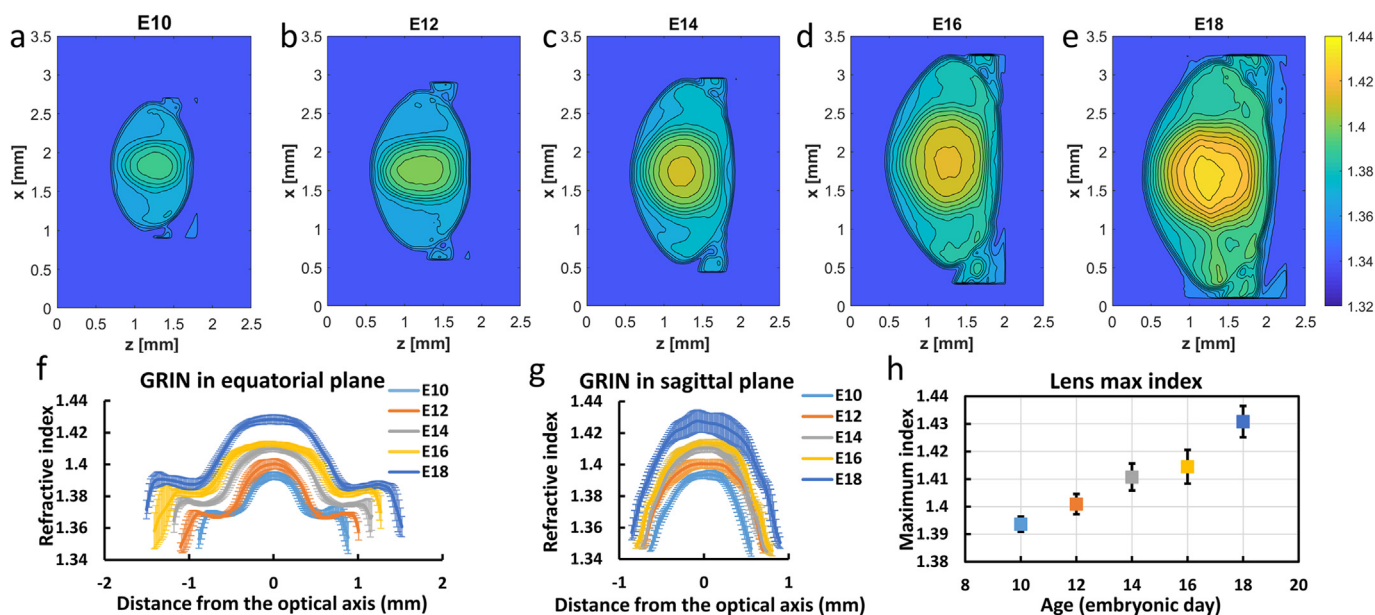 a
E10
3.5
3
2.5
2
1.5
1
0.5
0
x [mm]
0 0.5 1 1.5 2 2.5
z [mm]
b
E12
3.5
3
2.5
2
1.5
1
0.5
0
x [mm]
0 0.5 1 1.5 2 2.5
z [mm]
c
E14
3.5
3
2.5
2
1.5
1
0.5
0
x [mm]
0 0.5 1 1.5 2 2.5
z [mm]
d
E16
3.5
3
2.5
2
1.5
1
0.5
0
x [mm]
0 0.5 1 1.5 2 2.5
z [mm]
e
E18
3.5
3
2.5
2
1.5
1
0.5
0
x [mm]
0 0.5 1 1.5 2 2.5
z [mm]
1.44
1.42
1.4
1.38
1.36
1.34
1.32
f
GRIN in equatorial plane
E10
E12
E14
E16
E18
Refractive index
1.44
1.42
1.4
1.38
1.36
1.34
-2 -1 0 1 2
Distance from the optical axis (mm)
g
GRIN in sagittal plane
E10
E12
E14
E16
E18
Refractive index
1.44
1.42
1.4
1.38
1.36
1.34
-1 0 1
Distance from the optical axis (mm)
h
Lens max index
Maximum index
1.44
1.43
1.42
1.41
1.40
1.39
1.38
8 10 12 14 16 18 20
Age (embryonic day)